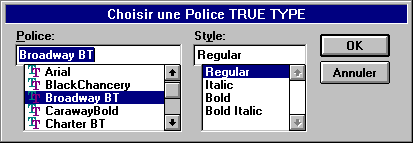 Choisir une Police TRUE TYPE
Police:
Style:
Broadway BT
Regular
OK
Annuler
Arial
BlackChancery
Broadway BT
CarawayBold
Charter BT
Regular
Italic
Bold
Bold Italic